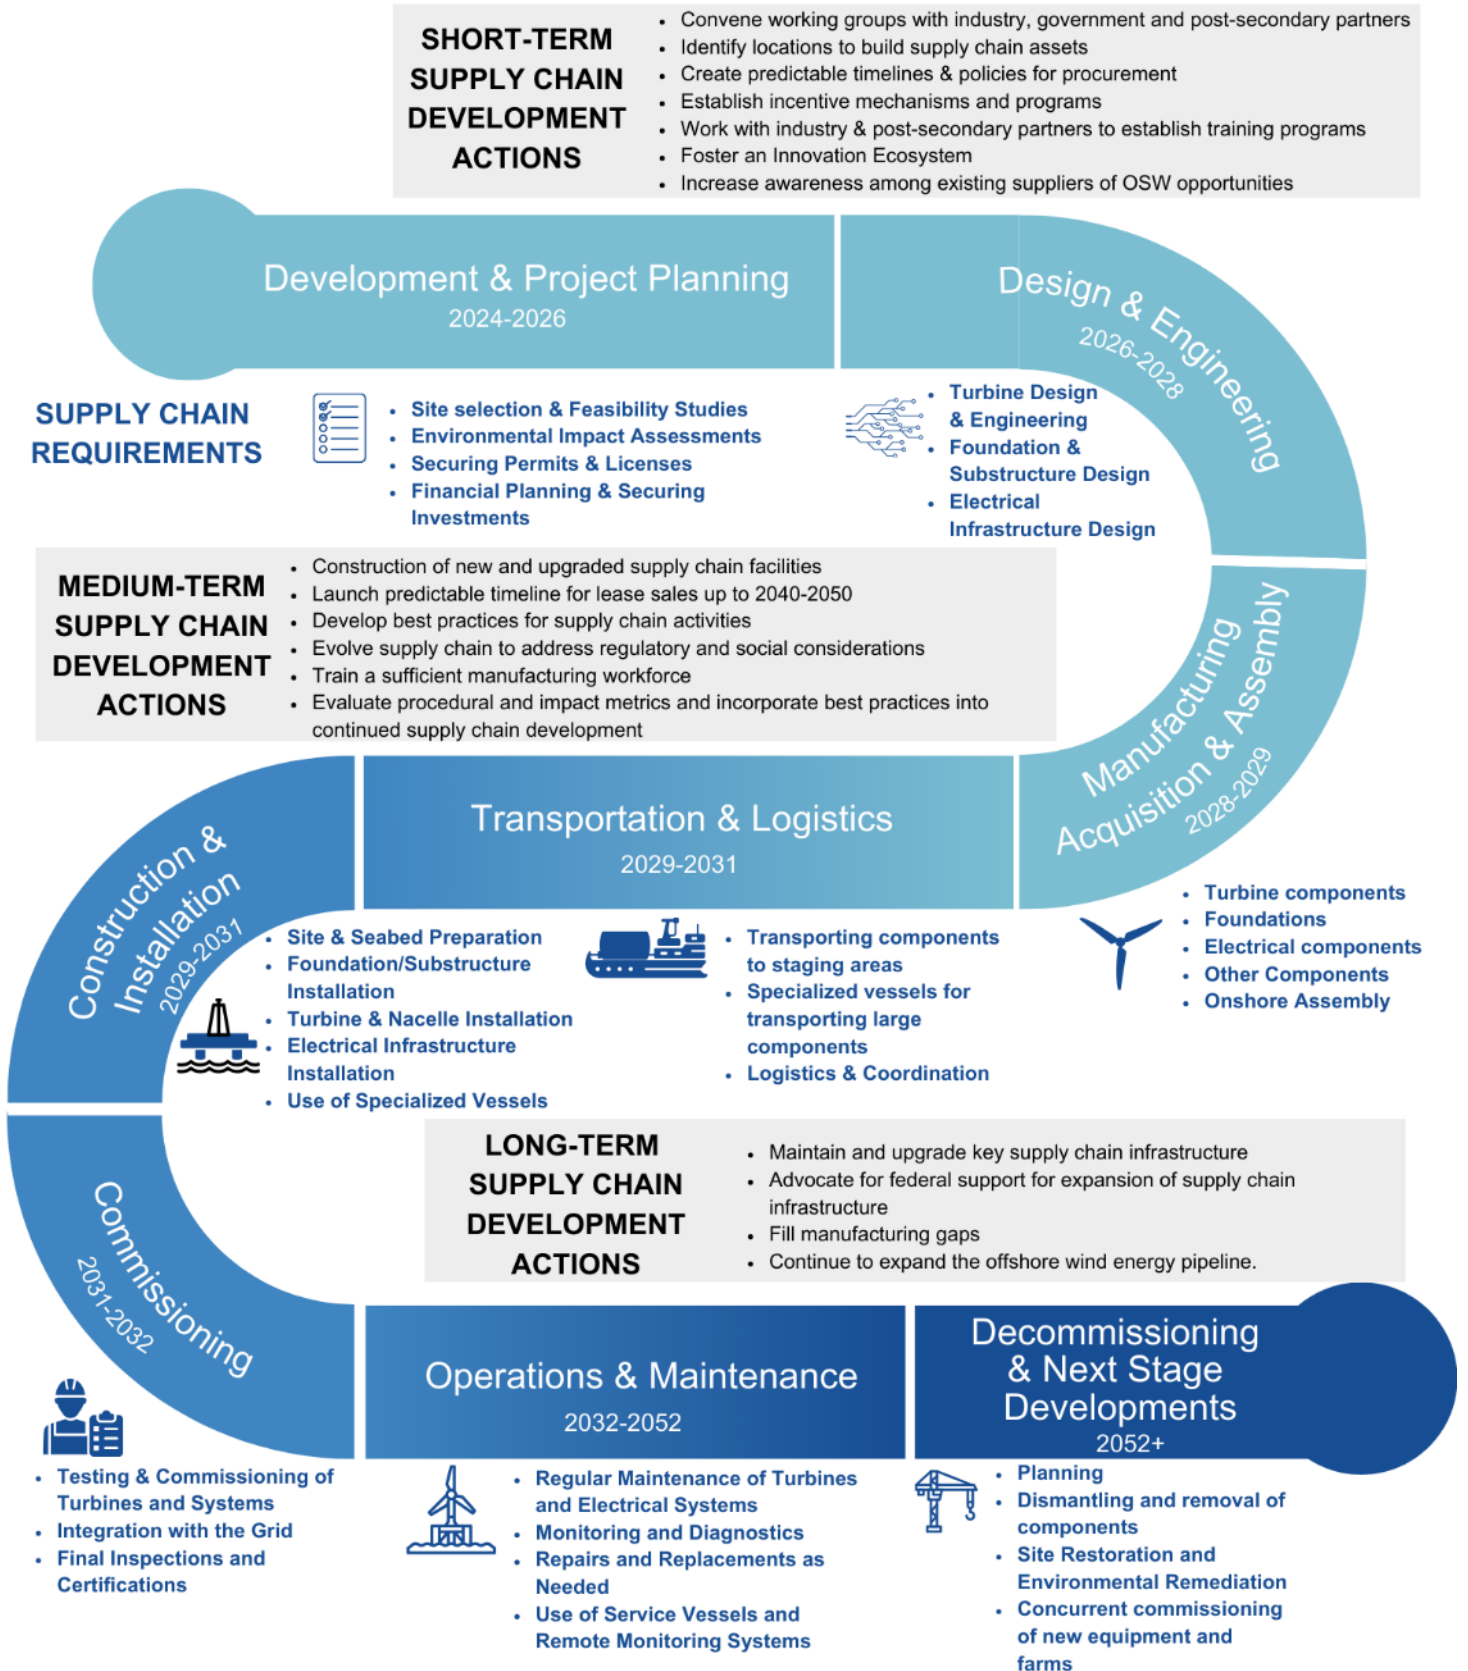 SHORT-TERM
SUPPLY CHAIN
DEVELOPMENT
ACTIONS
• Convene working groups with industry, government and post-secondary partners
• Identify locations to build supply chain assets
• Create predictable timelines & policies for procurement
• Establish incentive mechanisms and programs
• Work with industry & post-secondary partners to establish training programs
• Foster an Innovation Ecosystem
• Increase awareness among existing suppliers of OSW opportunities
Development & Project Planning
2024-2026
Design & Engineering
2026-2028
SUPPLY CHAIN
REQUIREMENTS
• Site selection & Feasibility Studies
• Environmental Impact Assessments
• Securing Permits & Licenses
• Financial Planning & Securing
Investments
• Turbine Design
& Engineering
• Foundation &
Substructure Design
• Electrical
Infrastructure Design
MEDIUM-TERM
SUPPLY CHAIN
DEVELOPMENT
ACTIONS
• Construction of new and upgraded supply chain facilities
• Launch predictable timeline for lease sales up to 2040-2050
• Develop best practices for supply chain activities
• Evolve supply chain to address regulatory and social considerations
• Train a sufficient manufacturing workforce
• Evaluate procedural and impact metrics and incorporate best practices into
continued supply chain development
Manufacturing
Acquisition & Assembly
2028-2029
• Turbine components
• Foundations
• Electrical components
• Other Components
• Onshore Assembly
Transportation & Logistics
2029-2031
• Transporting components
to staging areas
• Specialized vessels for
transporting large
components
• Logistics & Coordination
Construction &
Installation
2029-2031
• Site & Seabed Preparation
• Foundation/Substructure
Installation
• Turbine & Nacelle Installation
• Electrical Infrastructure
Installation
• Use of Specialized Vessels
LONG-TERM
SUPPLY CHAIN
DEVELOPMENT
ACTIONS
• Maintain and upgrade key supply chain infrastructure
• Advocate for federal support for expansion of supply chain
infrastructure
• Fill manufacturing gaps
• Continue to expand the offshore wind energy pipeline.
Commissioning
2031-2032
• Testing & Commissioning of
Turbines and Systems
• Integration with the Grid
• Final Inspections and
Certifications
Operations & Maintenance
2032-2052
• Regular Maintenance of Turbines
and Electrical Systems
• Monitoring and Diagnostics
• Repairs and Replacements as
Needed
• Use of Service Vessels and
Remote Monitoring Systems
Decommissioning
& Next Stage
Developments
2052+
• Planning
• Dismantling and removal of
components
• Site Restoration and
Environmental Remediation
• Concurrent commissioning
of new equipment and
farms